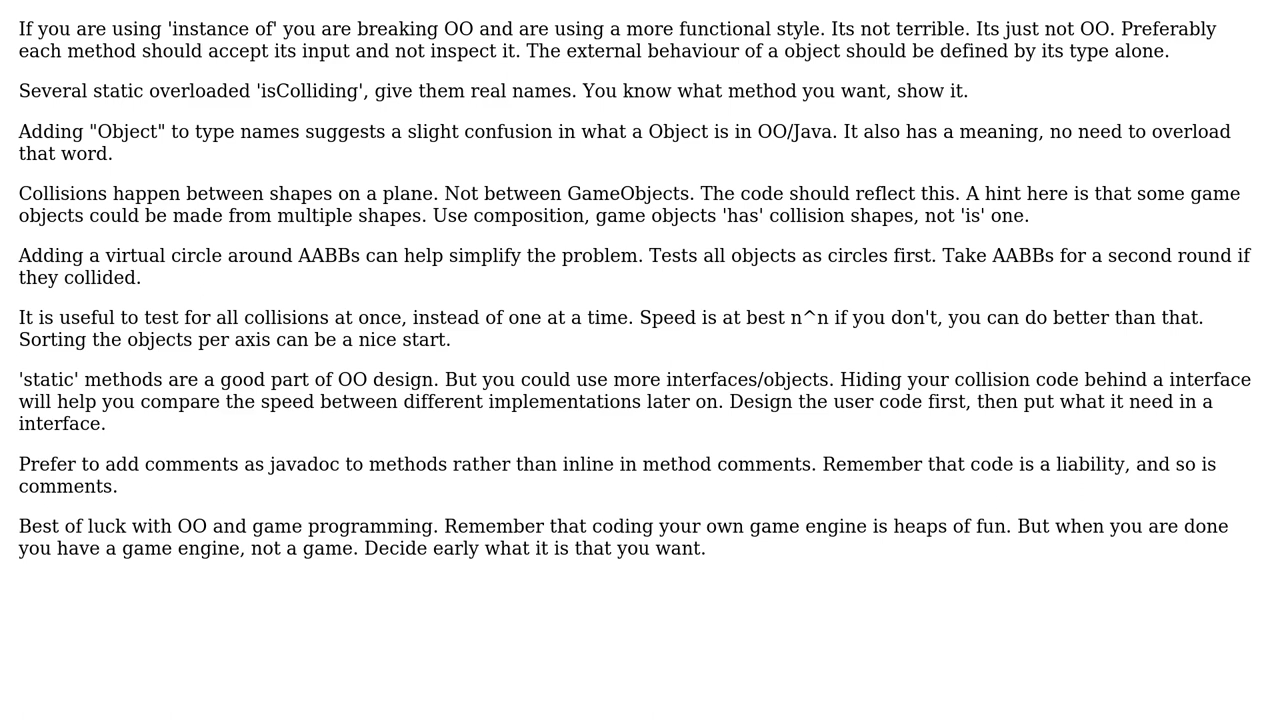 If you are using 'instance of' you are breaking OO and are using a more functional style. Its not terrible. Its just not OO. Preferably
each method should accept its input and not inspect it. The external behaviour of a object should be defined by its type alone.
Several static overloaded 'isColliding', give them real names. You know what method you want, show it.
Adding "Object" to type names suggests a slight confusion in what a Object is in OO/Java. It also has a meaning, no need to overload
that word.
Collisions happen between shapes on a plane. Not between GameObjects. The code should reflect this. A hint here is that some game
objects could be made from multiple shapes. Use composition, game objects 'has' collision shapes, not 'is' one.
Adding a virtual circle around AABBs can help simplify the problem. Tests all objects as circles first. Take AABBs for a second round if
they collided.
It is useful to test for all collisions at once, instead of one at a time. Speed is at best n^n if you don't, you can do better than that.
Sorting the objects per axis can be a nice start.
'static' methods are a good part of OO design. But you could use more interfaces/objects. Hiding your collision code behind a interface
will help you compare the speed between different implementations later on. Design the user code first, then put what it need in a
interface.
Prefer to add comments as javadoc to methods rather than inline in method comments. Remember that code is a liability, and so is
comments.
Best of luck with OO and game programming. Remember that coding your own game engine is heaps of fun. But when you are done
you have a game engine, not a game. Decide early what it is that you want.